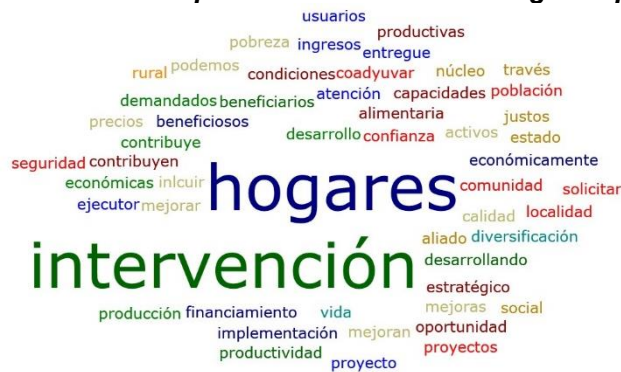 usuarios
pobreza ingresos productivas
entregue
rural podemos condiciones coadyuvar núcleo través
demandados beneficiarios atención capacidades población
precios beneficiosos alimentaria justos
contribuye desarrollo confianza activos estado
seguridad contribuyen económicamente
económicas inlcuir hogares comunidad solicitar
ejecutor mejorar calidad localidad
aliado diversificación
intervención desarrollando
estratégico
producción financiamiento vida mejoras social
implementación mejoran oportunidad
productividad proyecto proyectos